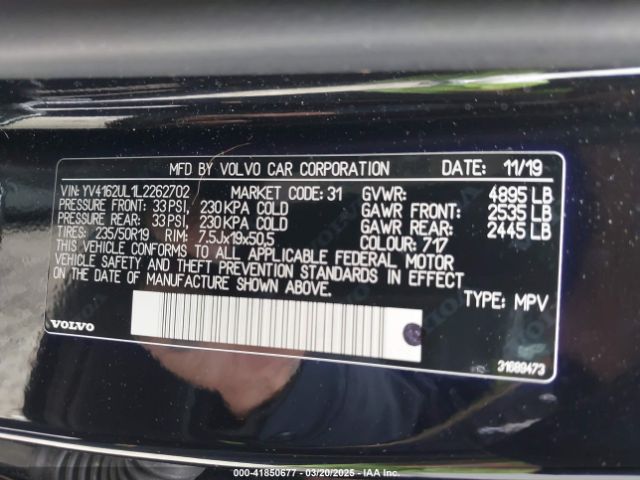 MFD BY VOLVO CAR CORPORATION DATE: 11/19
VIN: YV4162UL1L2262702 MARKET CODE: 31 GVWR: 4895 LB
PRESSURE FRONT: 33 PSI, 230 KPA COLD GAWR FRONT: 2535 LB
PRESSURE REAR: 33 PSI, 230 KPA COLD GAWR REAR: 2445 LB
TIRES: 235/50R19 RIM: 7.5Jx19x50,5 COLOUR: 717
THIS VEHICLE CONFORMS TO ALL APPLICABLE FEDERAL MOTOR
VEHICLE SAFETY AND THEFT PREVENTION STANDARDS IN EFFECT
ON THE DATE OF MANUFACTURE SHOWN ABOVE.
TYPE: MPV
VOLVO
31689473
000-41850677 - 03/20/2025 - IAA Inc.